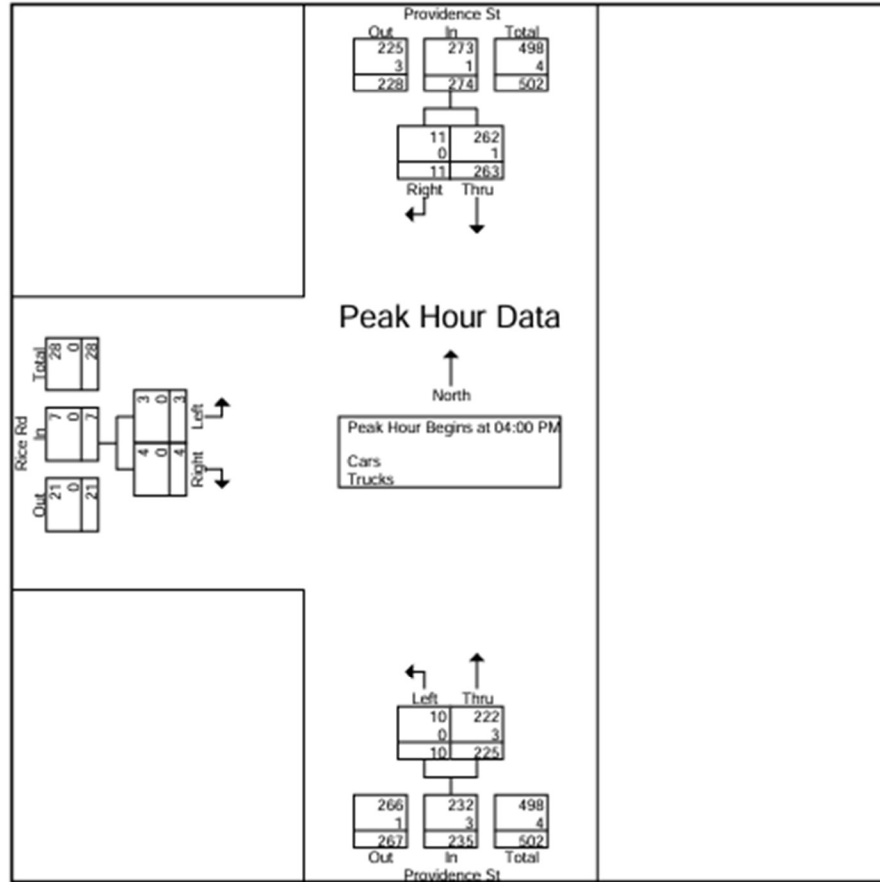 Providence St
Out In Total
225 273 498
3 1 4
228 274 502
11 262
0 1
11 263
Right Thru
Peak Hour Data
North
Peak Hour Begins at 04:00 PM
Cars
Trucks
Rice Rd
Total
28 0 28
In
7 0 7
Out
21 0 21
Left
3 0 3
Right
4 0 4
Left Thru
10 222
0 3
10 225
266 232 498
1 3 4
267 235 502
Out In Total
Providence St